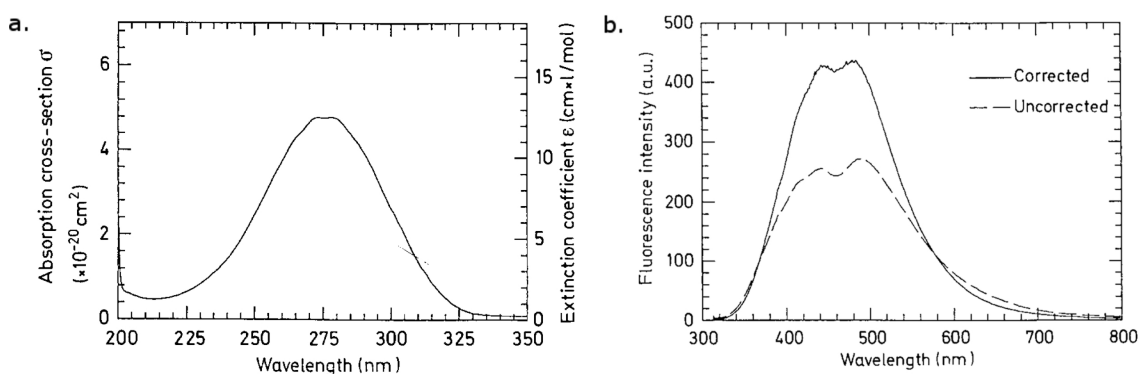 a.
Absorption cross-section σ
(×10⁻²⁰ cm²)
6
4
2
0
15
10
5
0
Extinction coefficient ε (cm×l/mol)
200 225 250 275 300 325 350
Wavelength (nm)
b.
Fluorescence intensity (a.u.)
500
400
300
200
100
0
Corrected
Uncorrected
300 400 500 600 700 800
Wavelength (nm)